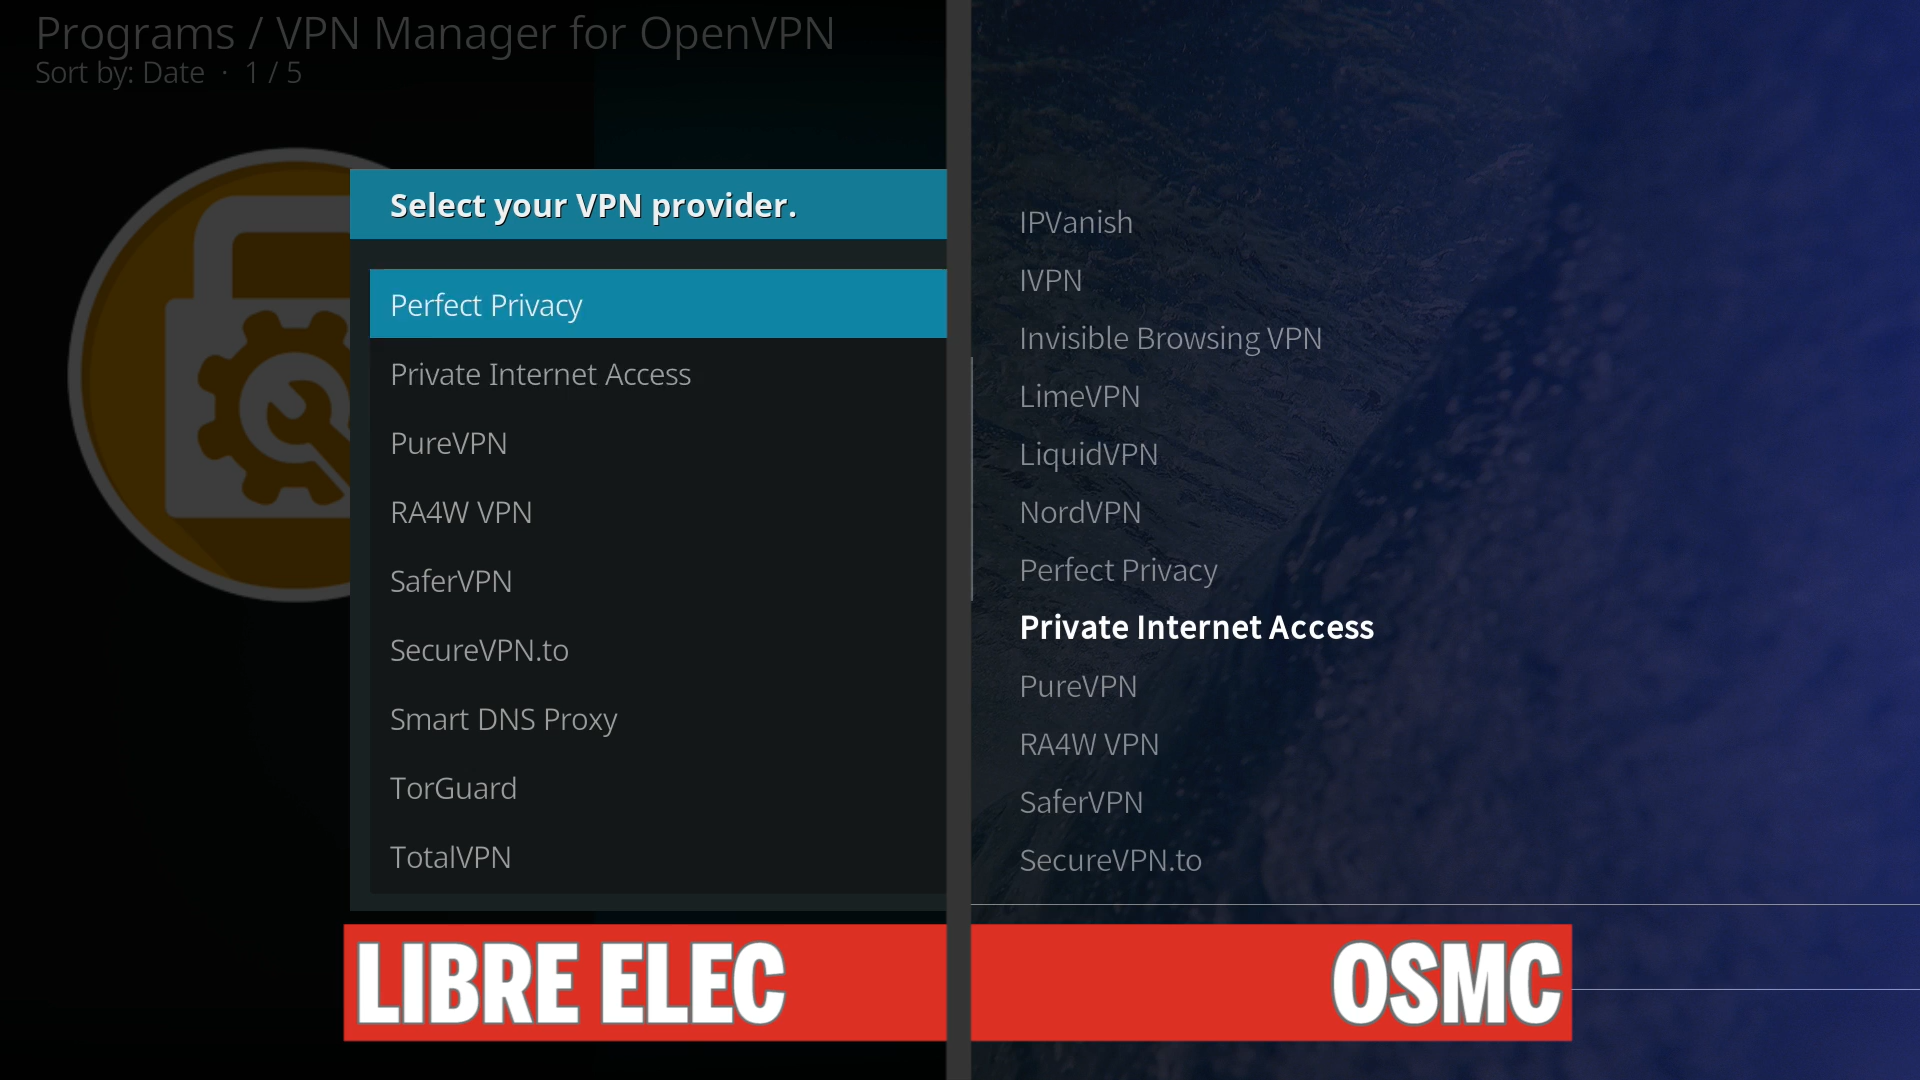 Programs / VPN Manager for OpenVPN
Sort by: Date · 1 / 5
Select your VPN provider.
Perfect Privacy
Private Internet Access
PureVPN
RA4W VPN
SaferVPN
SecureVPN.to
Smart DNS Proxy
TorGuard
TotalVPN
LIBRE ELEC
IPVanish
IVPN
Invisible Browsing VPN
LimeVPN
LiquidVPN
NordVPN
Perfect Privacy
Private Internet Access
PureVPN
RA4W VPN
SaferVPN
SecureVPN.to
OSMC